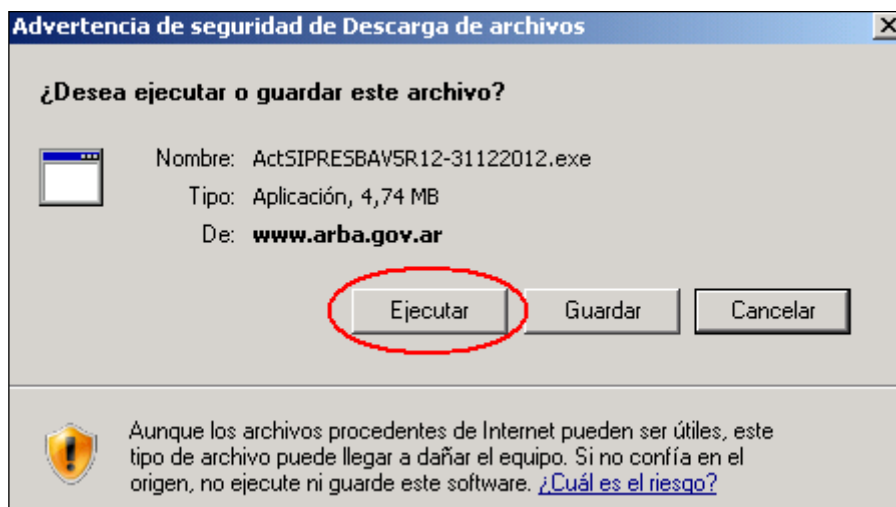 Advertencia de seguridad de Descarga de archivos
¿Desea ejecutar o guardar este archivo?
Nombre: ActSIPRESBAV5R12-31122012.exe
Tipo: Aplicación, 4,74 MB
De: www.arba.gov.ar
Ejecutar Guardar Cancelar
Aunque los archivos procedentes de Internet pueden ser útiles, este
tipo de archivo puede llegar a dañar el equipo. Si no confía en el
origen, no ejecute ni guarde este software. ¿Cuál es el riesgo?